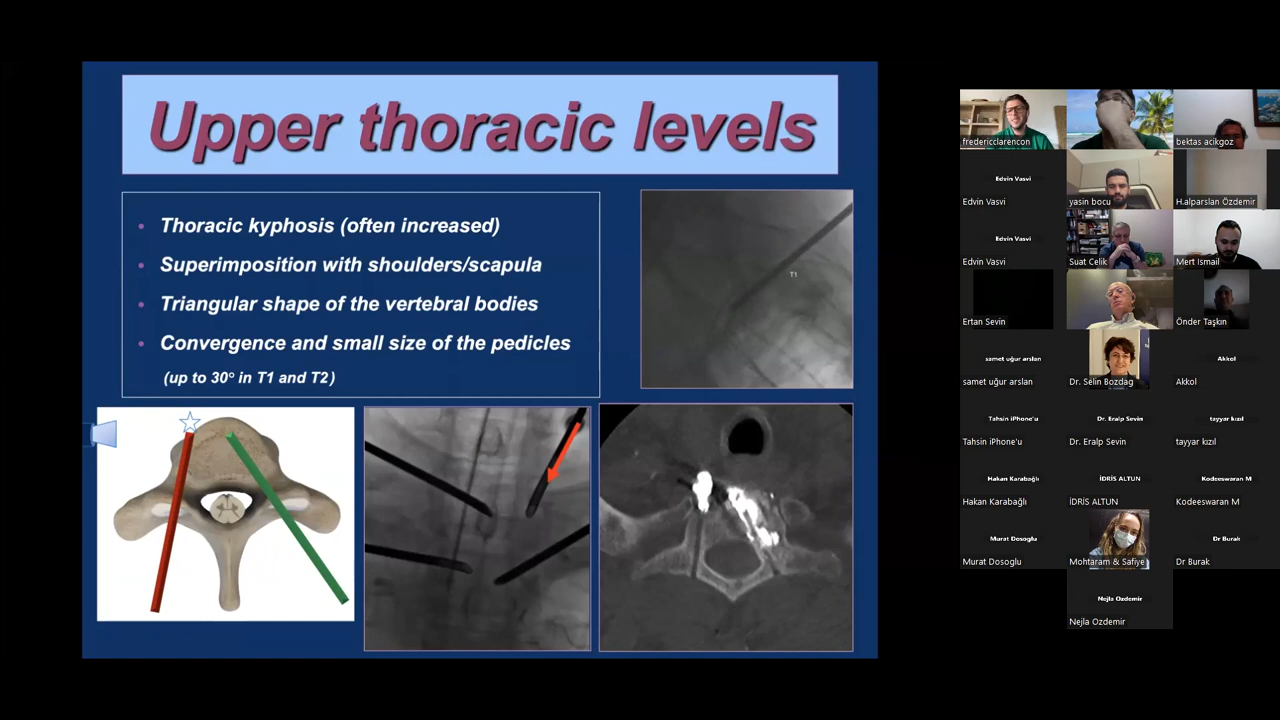 Upper thoracic levels
• Thoracic kyphosis (often increased)
• Superimposition with shoulders/scapula
• Triangular shape of the vertebral bodies
• Convergence and small size of the pedicles
(up to 30° in T1 and T2)
T1
fredericclarencon
bektas acikgoz
Edvin Vasvi
Edvin Vasvi
yasin bocu
H.alparslan Özdemir
Edvin Vasvi
Edvin Vasvi
Suat Celik
Mert Ismail
Ertan Sevin
Önder Taşkın
samet uğur arslan
samet uğur arslan
Dr. Selin Bozdag
Akkol
Akkol
Tahsin iPhone'u
Tahsin iPhone'u
Dr. Eralp Sevin
Dr. Eralp Sevin
tayyar kızıl
tayyar kızıl
Hakan Karabağlı
Hakan Karabağlı
İDRİS ALTUN
İDRİS ALTUN
Kodeeswaran M
Kodeeswaran M
Murat Dosoglu
Murat Dosoglu
Mohtaram & Safiye
Dr Burak
Dr Burak
Nejla Ozdemir
Nejla Ozdemir